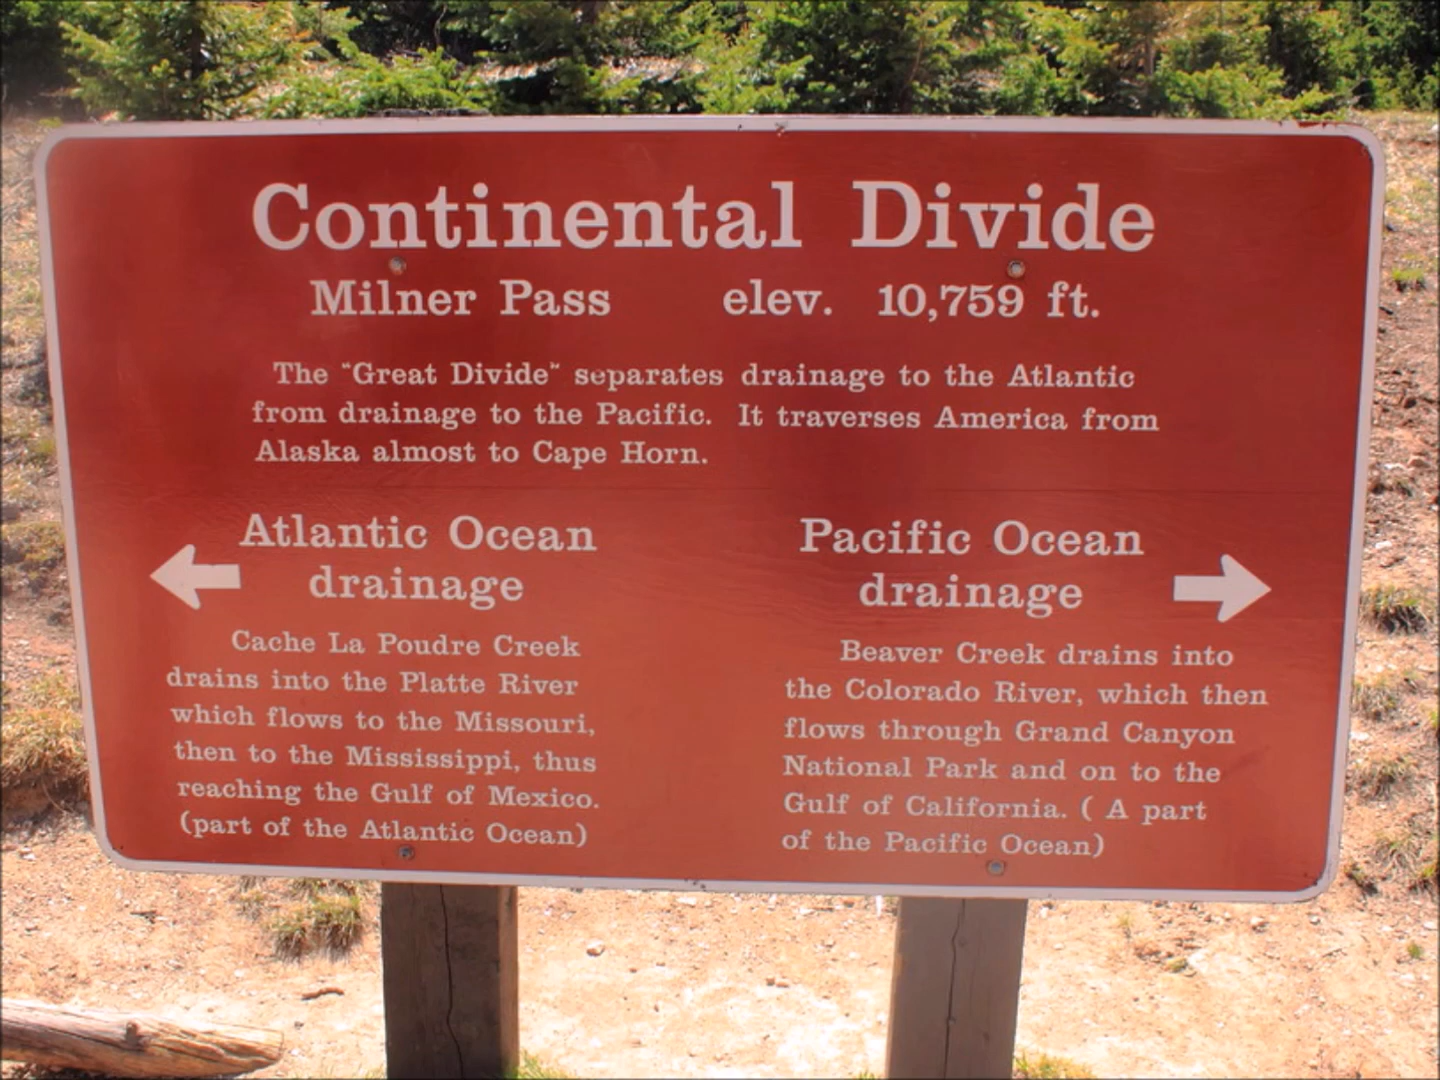 Continental Divide
Milner Pass elev. 10,759 ft.
The "Great Divide" separates drainage to the Atlantic
from drainage to the Pacific. It traverses America from
Alaska almost to Cape Horn.
Atlantic Ocean
drainage
Cache La Poudre Creek
drains into the Platte River
which flows to the Missouri,
then to the Mississippi, thus
reaching the Gulf of Mexico.
(part of the Atlantic Ocean)
Pacific Ocean
drainage
Beaver Creek drains into
the Colorado River, which then
flows through Grand Canyon
National Park and on to the
Gulf of California. ( A part
of the Pacific Ocean)